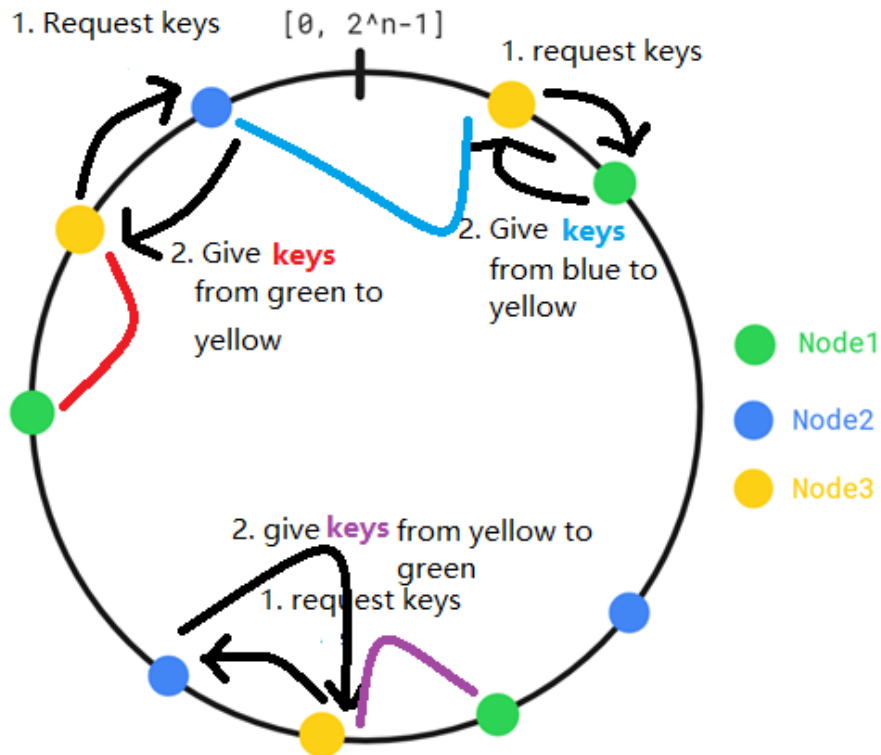 1. Request keys
[0, 2^n-1]
1. request keys
2. Give keys
from green to
yellow
2. Give keys
from blue to
yellow
Node1
Node2
Node3
2. give keys from yellow to
green
1. request keys